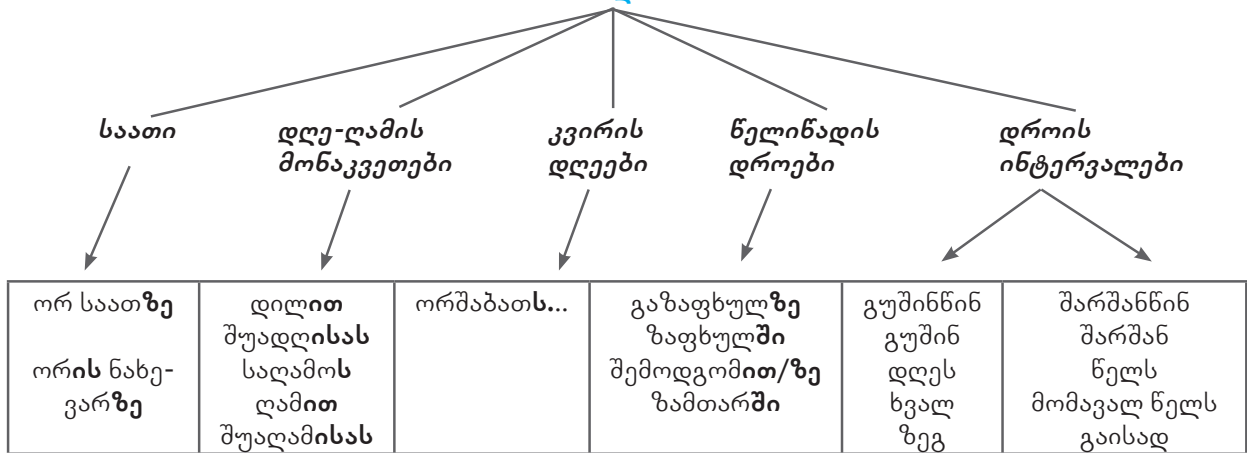 საათი
დღე-ღამის
მონაკვეთები
კვირის
დღეები
წელიწადის
დროები
დროის
ინტერვალები
ორ საათზე
ორის ნახე-
ვარზე
დილით
შუადღისას
საღამოს
ღამით
შუაღამისას
ორშაბათს...
გაზაფხულზე
ზაფხულში
შემოდგომით/ზე
ზამთარში
გუშინწინ
გუშინ
დღეს
ხვალ
ზეგ
შარშანწინ
შარშან
წელს
მომავალ წელს
გაისად